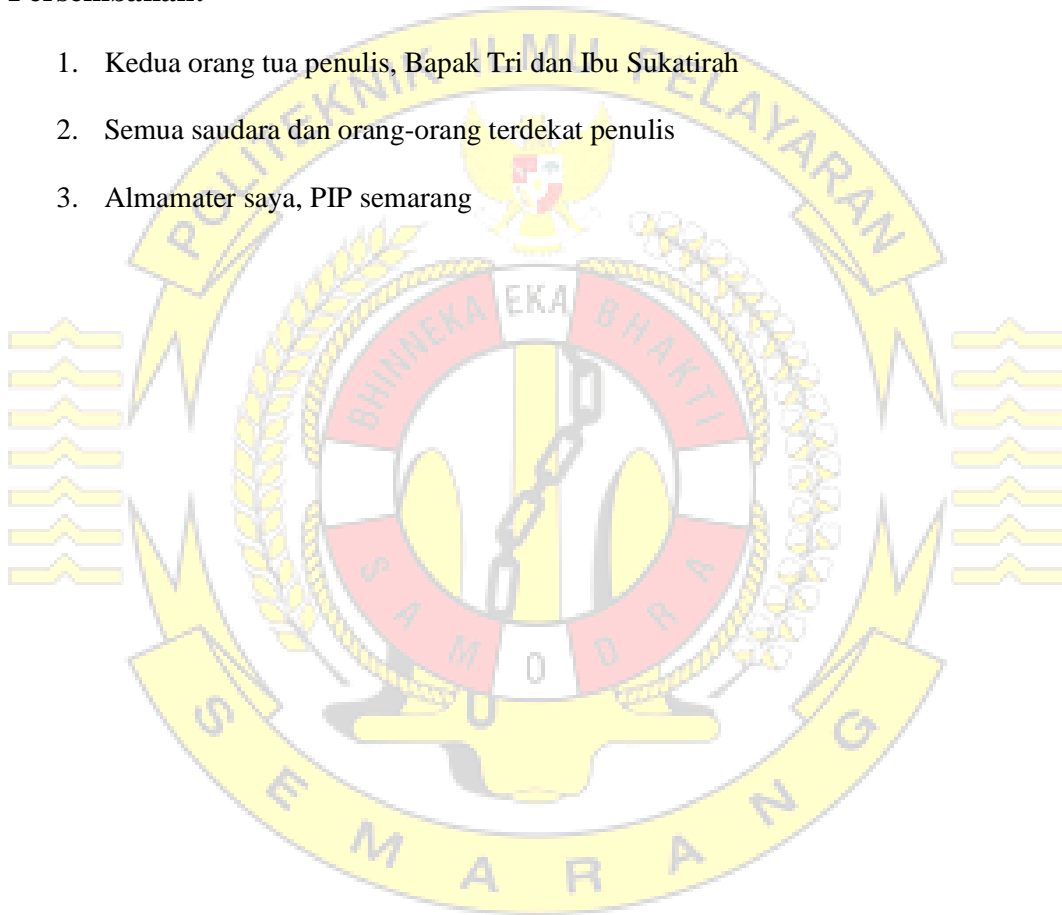 Persembahan:
1. Kedua orang tua penulis, Bapak Tri dan Ibu Sukatirah
2. Semua saudara dan orang-orang terdekat penulis
3. Almamater saya, PIP semarang
POLITEKNIK ILMU PELAYARAN
BHINNEKA EKA BHAKTI
SAMODRA
SEMARANG